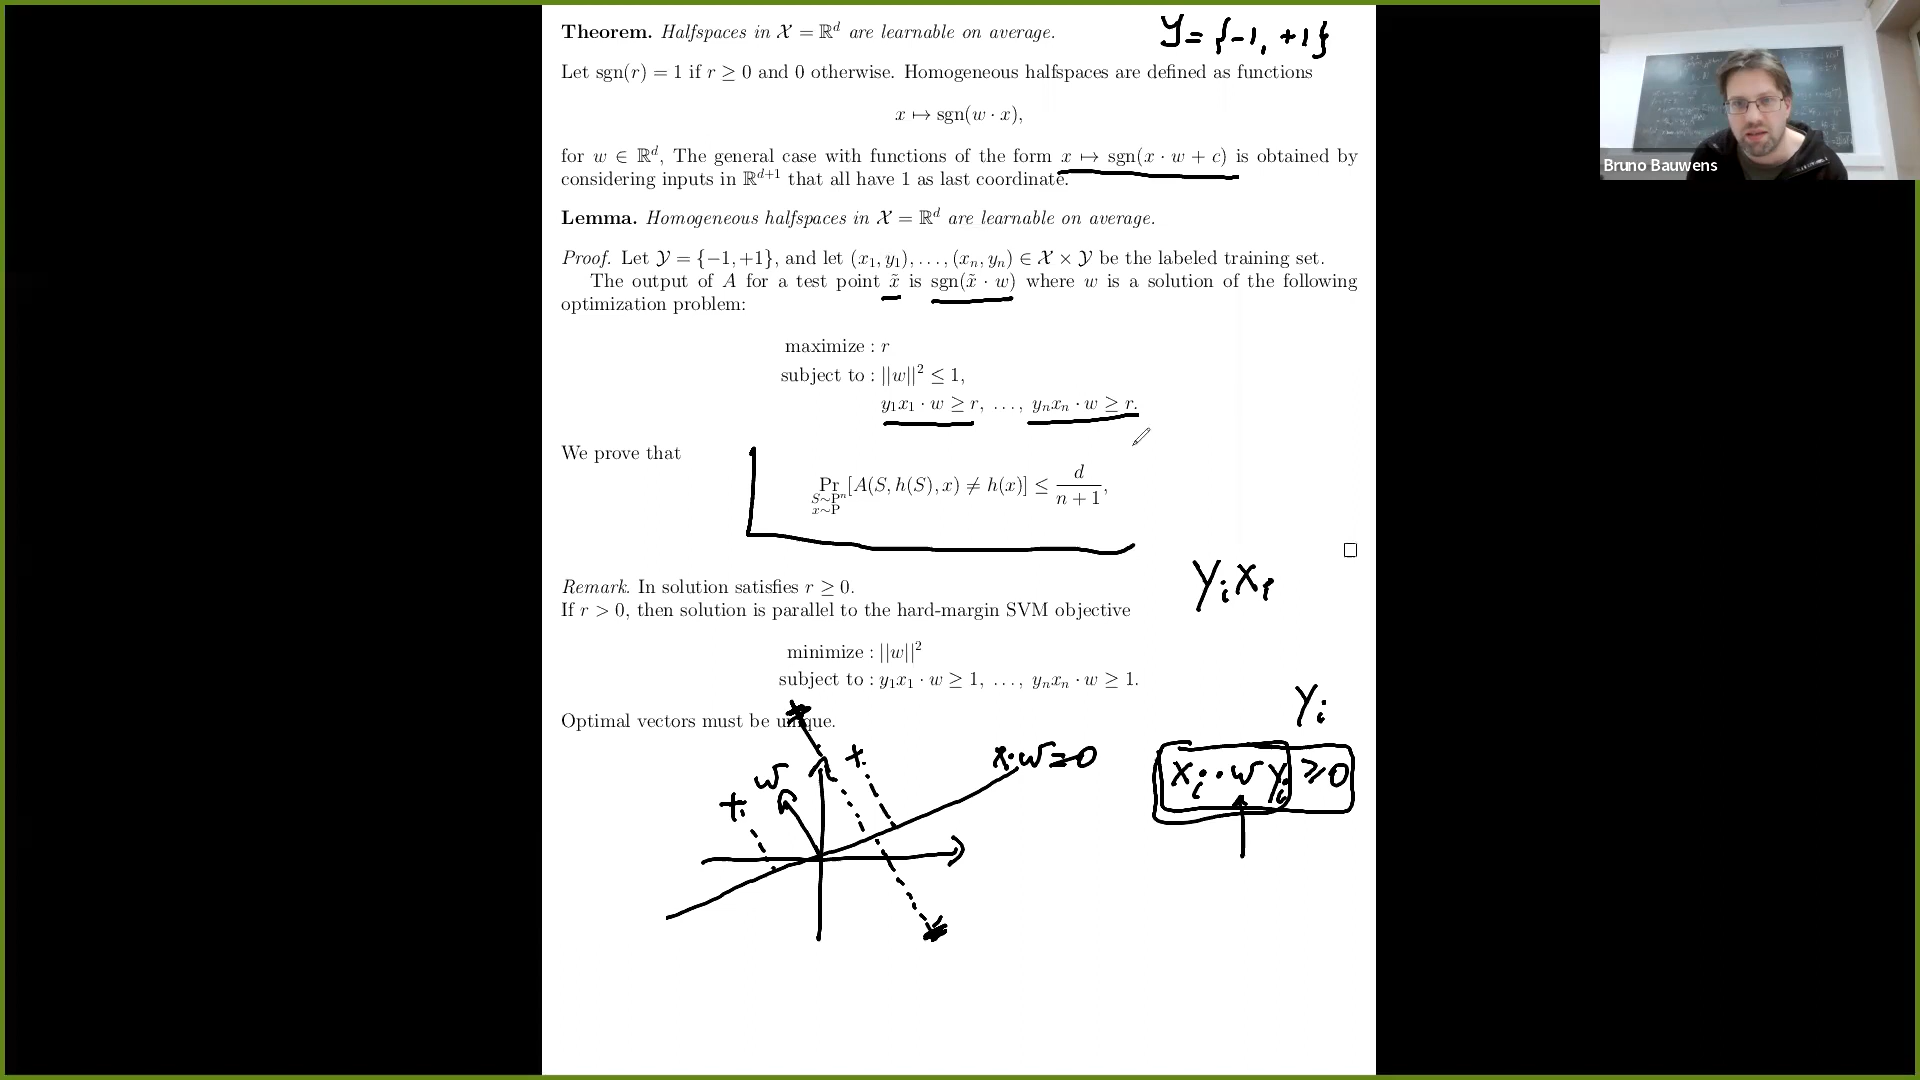 Theorem. Halfspaces in 𝒳 = ℝ^d are learnable on average.
𝒴 = {-1, +1}
Let sgn(r) = 1 if r ≥ 0 and 0 otherwise. Homogeneous halfspaces are defined as functions
x ↦ sgn(w · x),
for w ∈ ℝ^d, The general case with functions of the form x ↦ sgn(x · w + c) is obtained by
considering inputs in ℝ^{d+1} that all have 1 as last coordinate.
Bruno Bauwens
Lemma. Homogeneous halfspaces in 𝒳 = ℝ^d are learnable on average.
Proof. Let 𝒴 = {−1, +1}, and let (x_1, y_1), . . . , (x_n, y_n) ∈ 𝒳 × 𝒴 be the labeled training set.
The output of A for a test point x̃ is sgn(x̃ · w) where w is a solution of the following
optimization problem:
maximize : r
subject to : ||w||^2 ≤ 1,
y_1x_1 · w ≥ r, . . . , y_nx_n · w ≥ r.
We prove that
Pr_{S∼P^n, x∼P} [A(S, h(S), x) ≠ h(x)] ≤ d/(n + 1),
□
y_i x_i
Remark. In solution satisfies r ≥ 0.
If r > 0, then solution is parallel to the hard-margin SVM objective
minimize : ||w||^2
subject to : y_1x_1 · w ≥ 1, . . . , y_nx_n · w ≥ 1.
y_i
Optimal vectors must be unique.
x·w=0
w
+
+
x_i · w y_i ≥ 0